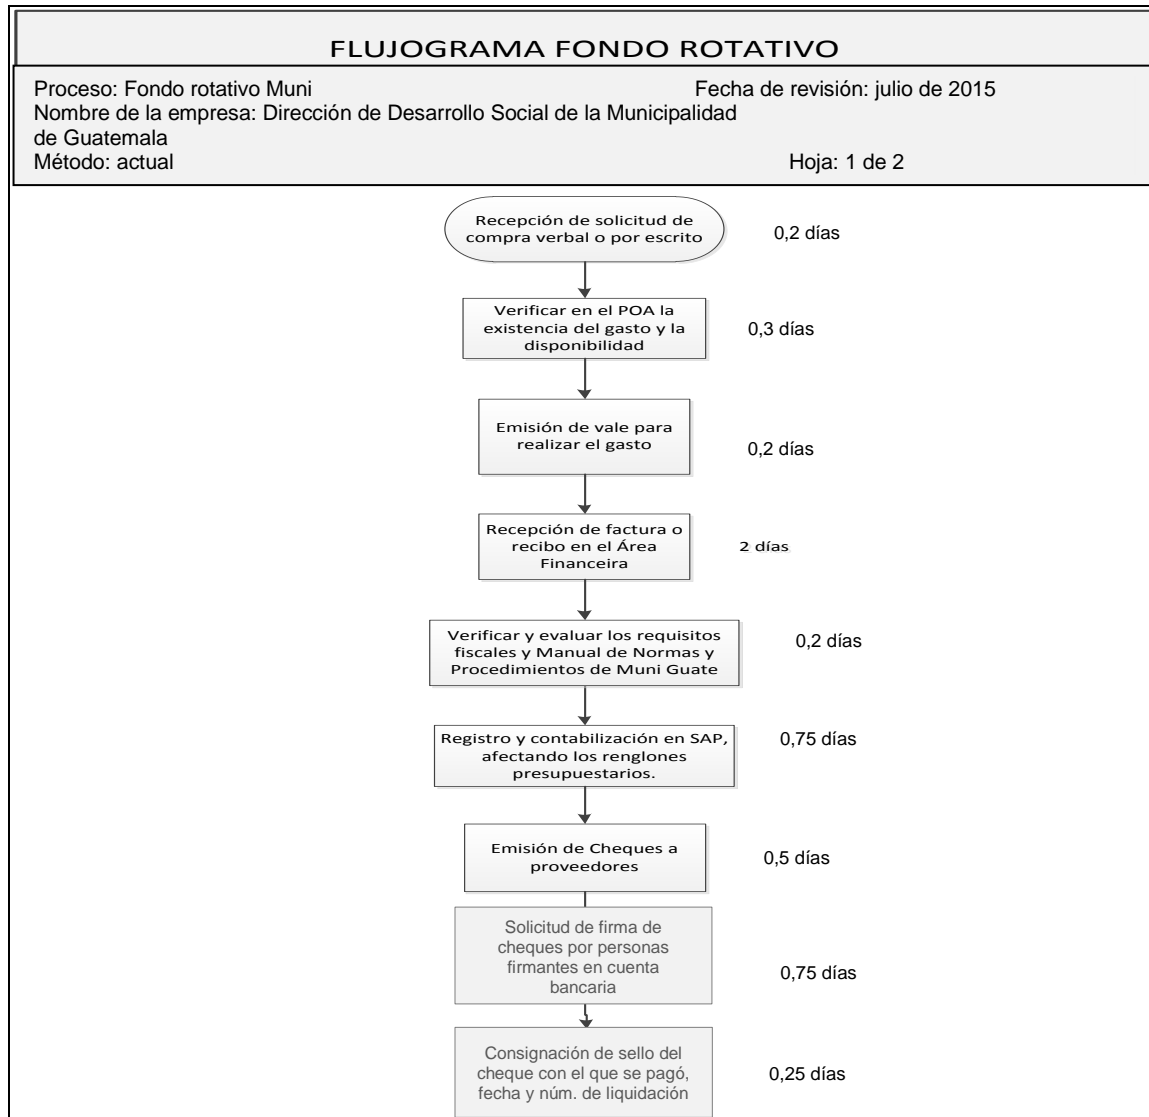 FLUJOGRAMA FONDO ROTATIVO
Proceso: Fondo rotativo Muni Fecha de revisión: julio de 2015
Nombre de la empresa: Dirección de Desarrollo Social de la Municipalidad
de Guatemala
Método: actual Hoja: 1 de 2
Recepción de solicitud de
compra verbal o por escrito
0,2 días
Verificar en el POA la
existencia del gasto y la
disponibilidad
0,3 días
Emisión de vale para
realizar el gasto
0,2 días
Recepción de factura o
recibo en el Área
Financeira
2 días
Verificar y evaluar los requisitos
fiscales y Manual de Normas y
Procedimientos de Muni Guate
0,2 días
Registro y contabilización en SAP,
afectando los renglones
presupuestarios.
0,75 días
Emisión de Cheques a
proveedores
0,5 días
Solicitud de firma de
cheques por personas
firmantes en cuenta
bancaria
0,75 días
Consignación de sello del
cheque con el que se pagó,
fecha y núm. de liquidación
0,25 días